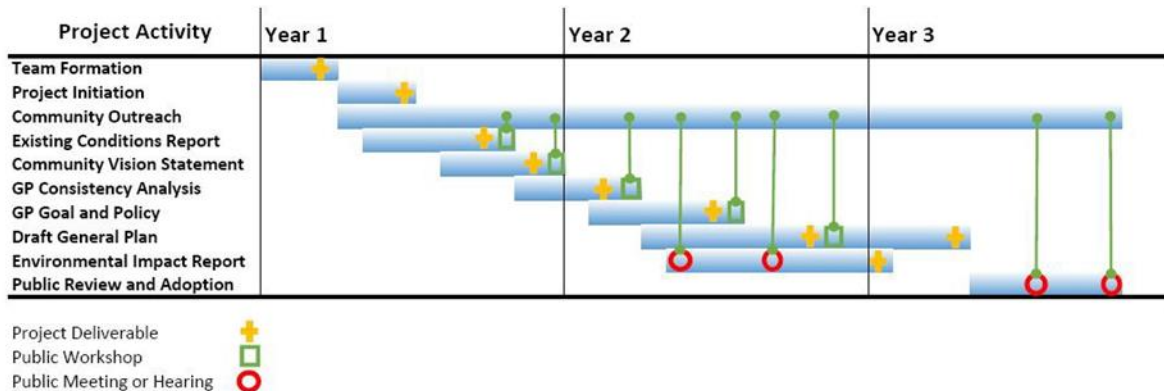 Project Activity Year 1 Year 2 Year 3
Team Formation
Project Initiation
Community Outreach
Existing Conditions Report
Community Vision Statement
GP Consistency Analysis
GP Goal and Policy
Draft General Plan
Environmental Impact Report
Public Review and Adoption
Project Deliverable
Public Workshop
Public Meeting or Hearing